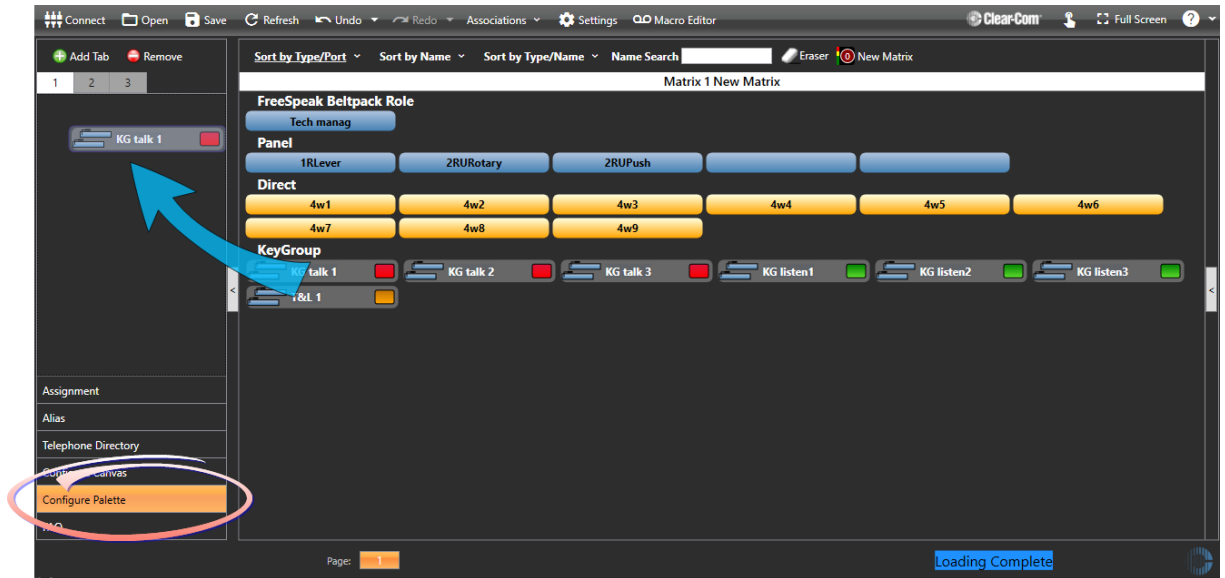 Connect Open Save Refresh Undo Redo Associations Settings Macro Editor Clear-Com Full Screen ?
Add Tab Remove
Sort by Type/Port Sort by Name Sort by Type/Name Name Search Eraser 0 New Matrix
1 2 3
Matrix 1 New Matrix
FreeSpeak Beltpack Role
Tech manag
KG talk 1
Panel
1RLever 2RURotary 2RUPush
Direct
4w1 4w2 4w3 4w4 4w5 4w6
4w7 4w8 4w9
KeyGroup
KG talk 1 KG talk 2 KG talk 3 KG listen1 KG listen2 KG listen3
T&L 1
Assignment
Alias
Telephone Directory
Canvas
Configure Palette
Page: 1
Loading Complete